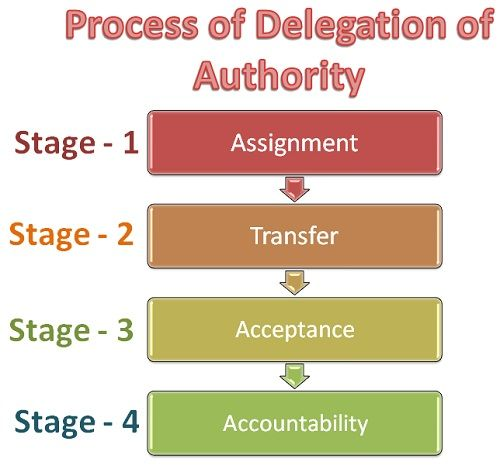 Process of Delegation of
Authority
Stage - 1
Assignment
Stage - 2
Transfer
Stage - 3
Acceptance
Stage - 4
Accountability